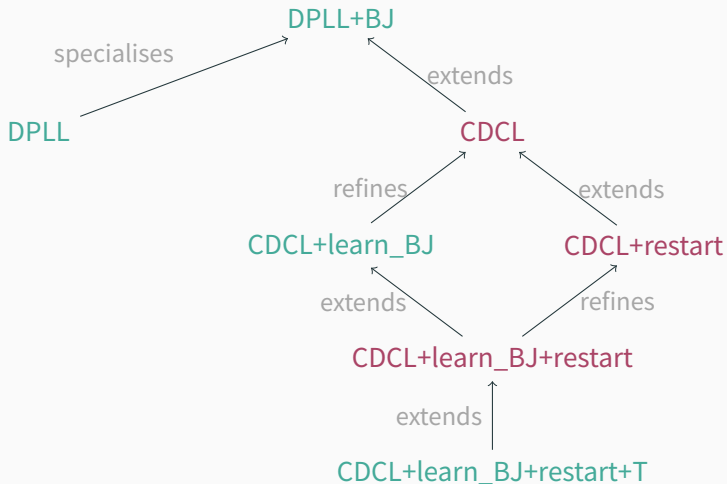 DPLL+BJ
specialises
extends
DPLL
CDCL
refines
extends
CDCL+learn_BJ
CDCL+restart
extends
refines
CDCL+learn_BJ+restart
extends
CDCL+learn_BJ+restart+T